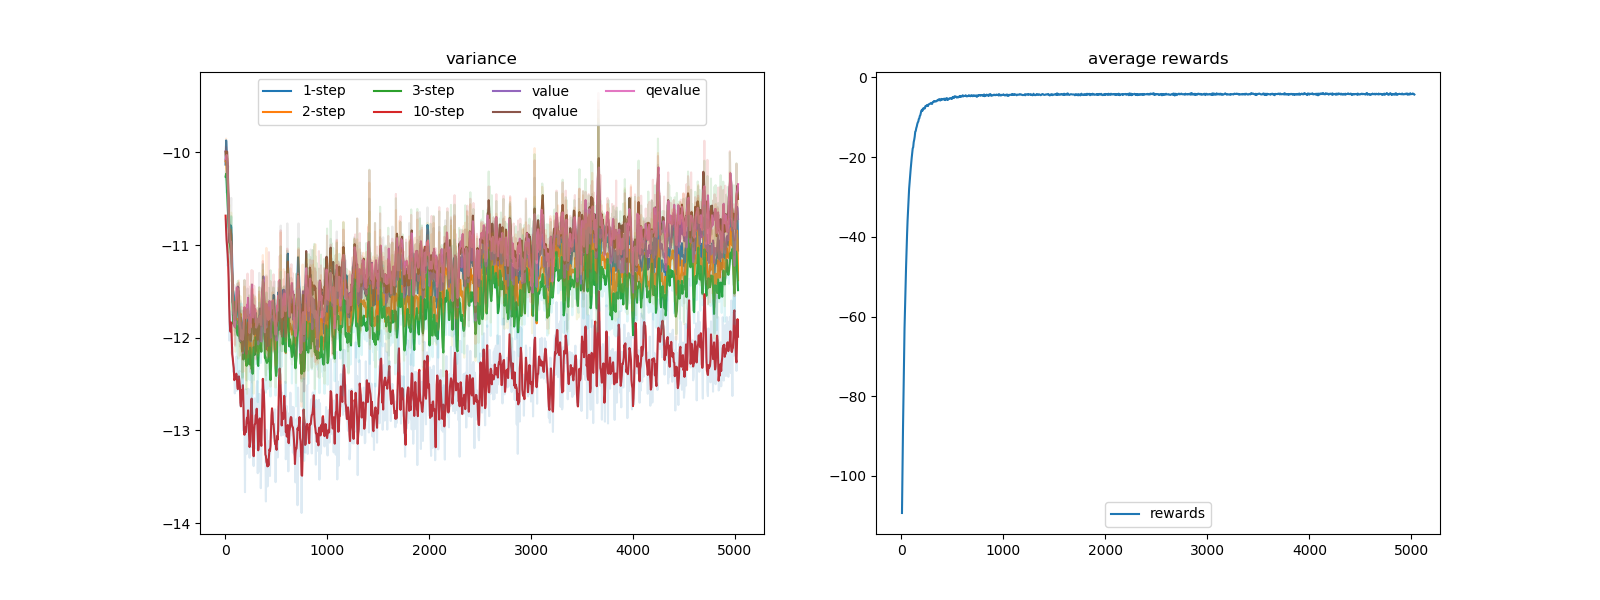 variance
1-step 3-step value qevalue
2-step 10-step qvalue
−10
−11
−12
−13
−14
0 1000 2000 3000 4000 5000
average rewards
0
−20
−40
−60
−80
−100
rewards
0 1000 2000 3000 4000 5000